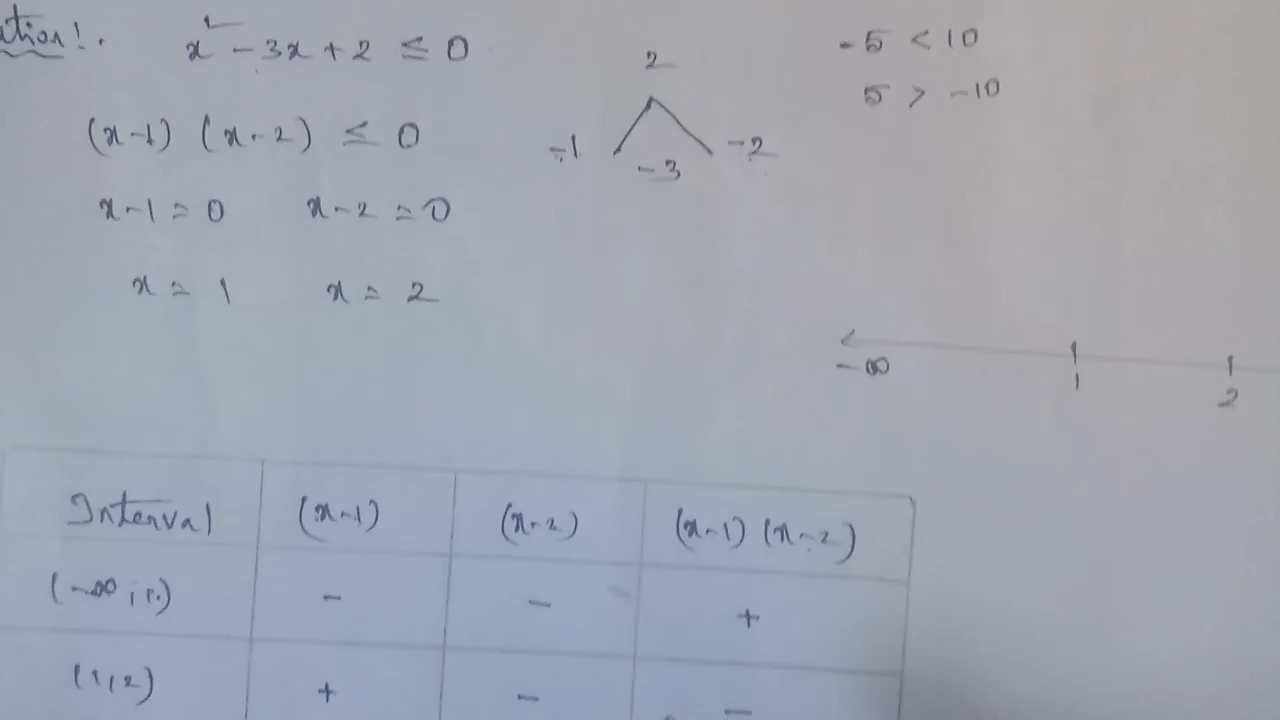 ation!.
x² - 3x + 2 ≤ 0
(x-1) (x-2) ≤ 0
x-1 = 0 x-2 = 0
x = 1 x = 2
2
-1 -2
-3
-5 < 10
5 > -10
-∞ 1 2
Interval (x-1) (x-2) (x-1) (x-2)
(-∞, 1) - - +
(1,2) + - -